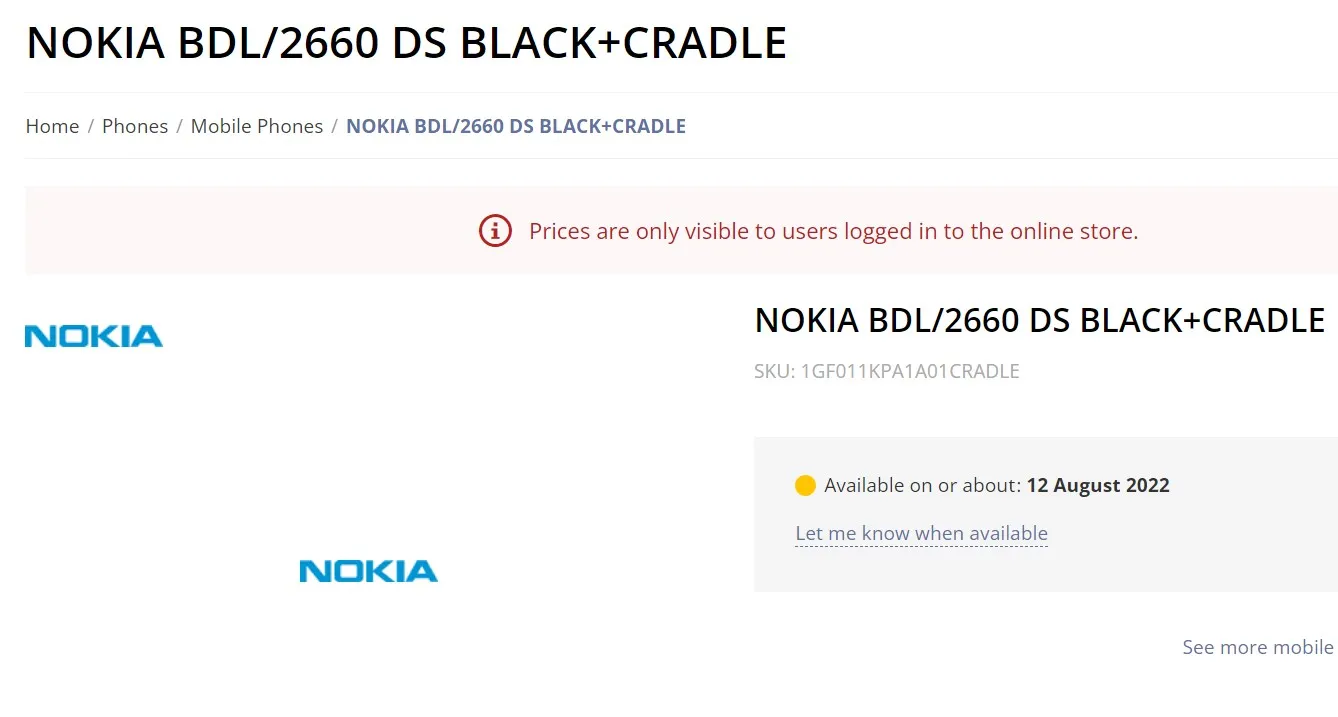 NOKIA BDL/2660 DS BLACK+CRADLE
Home / Phones / Mobile Phones / NOKIA BDL/2660 DS BLACK+CRADLE
Prices are only visible to users logged in to the online store.
NOKIA
NOKIA BDL/2660 DS BLACK+CRADLE
SKU: 1GF011KPA1A01CRADLE
Available on or about: 12 August 2022
Let me know when available
NOKIA
See more mobile